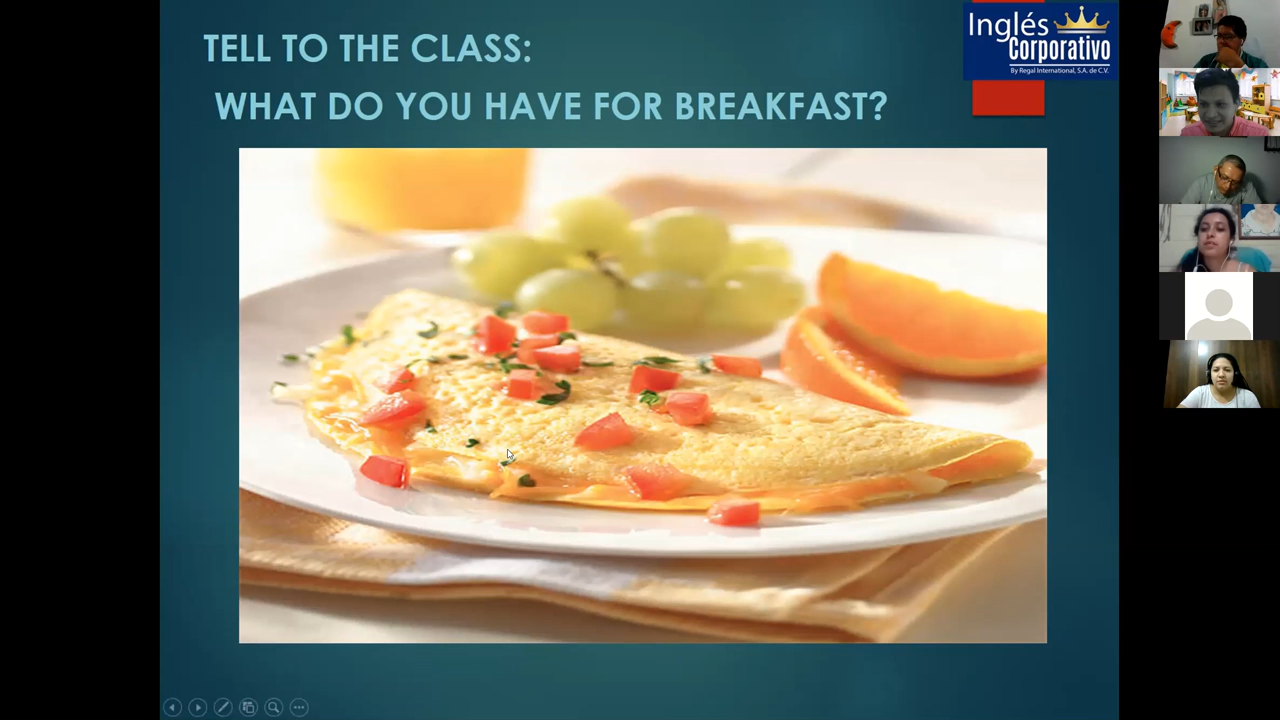 TELL TO THE CLASS:
WHAT DO YOU HAVE FOR BREAKFAST?
Inglés
Corporativo
By Regal International, S.A. de C.V.